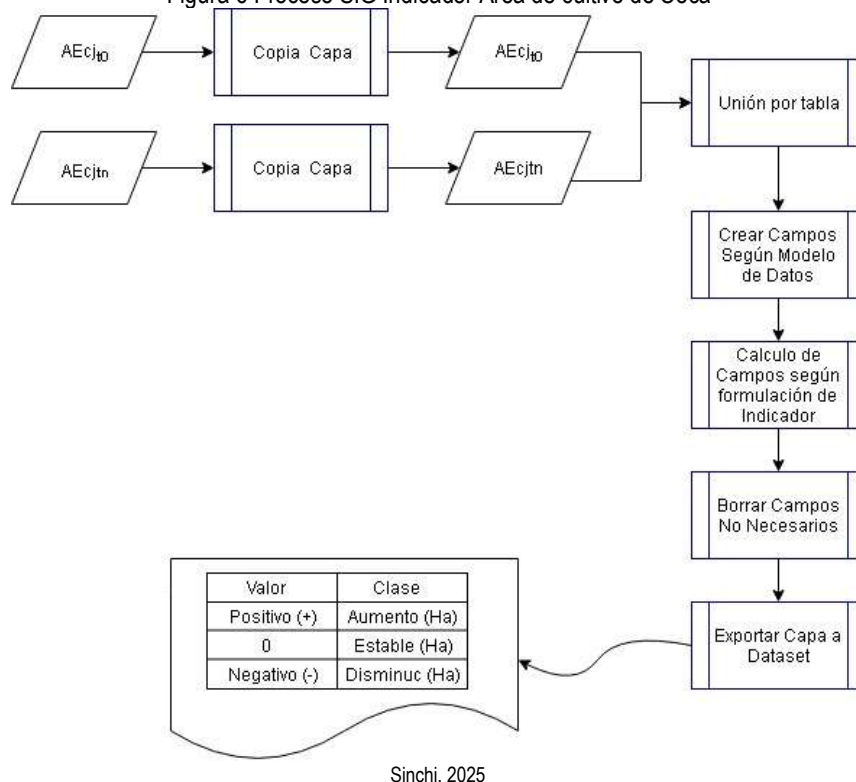 AEcjt0
Copia Capa
AEcjt0
Unión por tabla
AEcjtn
Copia Capa
AEcjtn
Crear Campos
Según Modelo
de Datos
Calculo de
Campos según
formulación de
Indicador
Borrar Campos
No Necesarios
Exportar Capa a
Dataset
Valor Clase
Positivo (+) Aumento (Ha)
0 Estable (Ha)
Negativo (-) Disminuc (Ha)
Sinchi, 2025